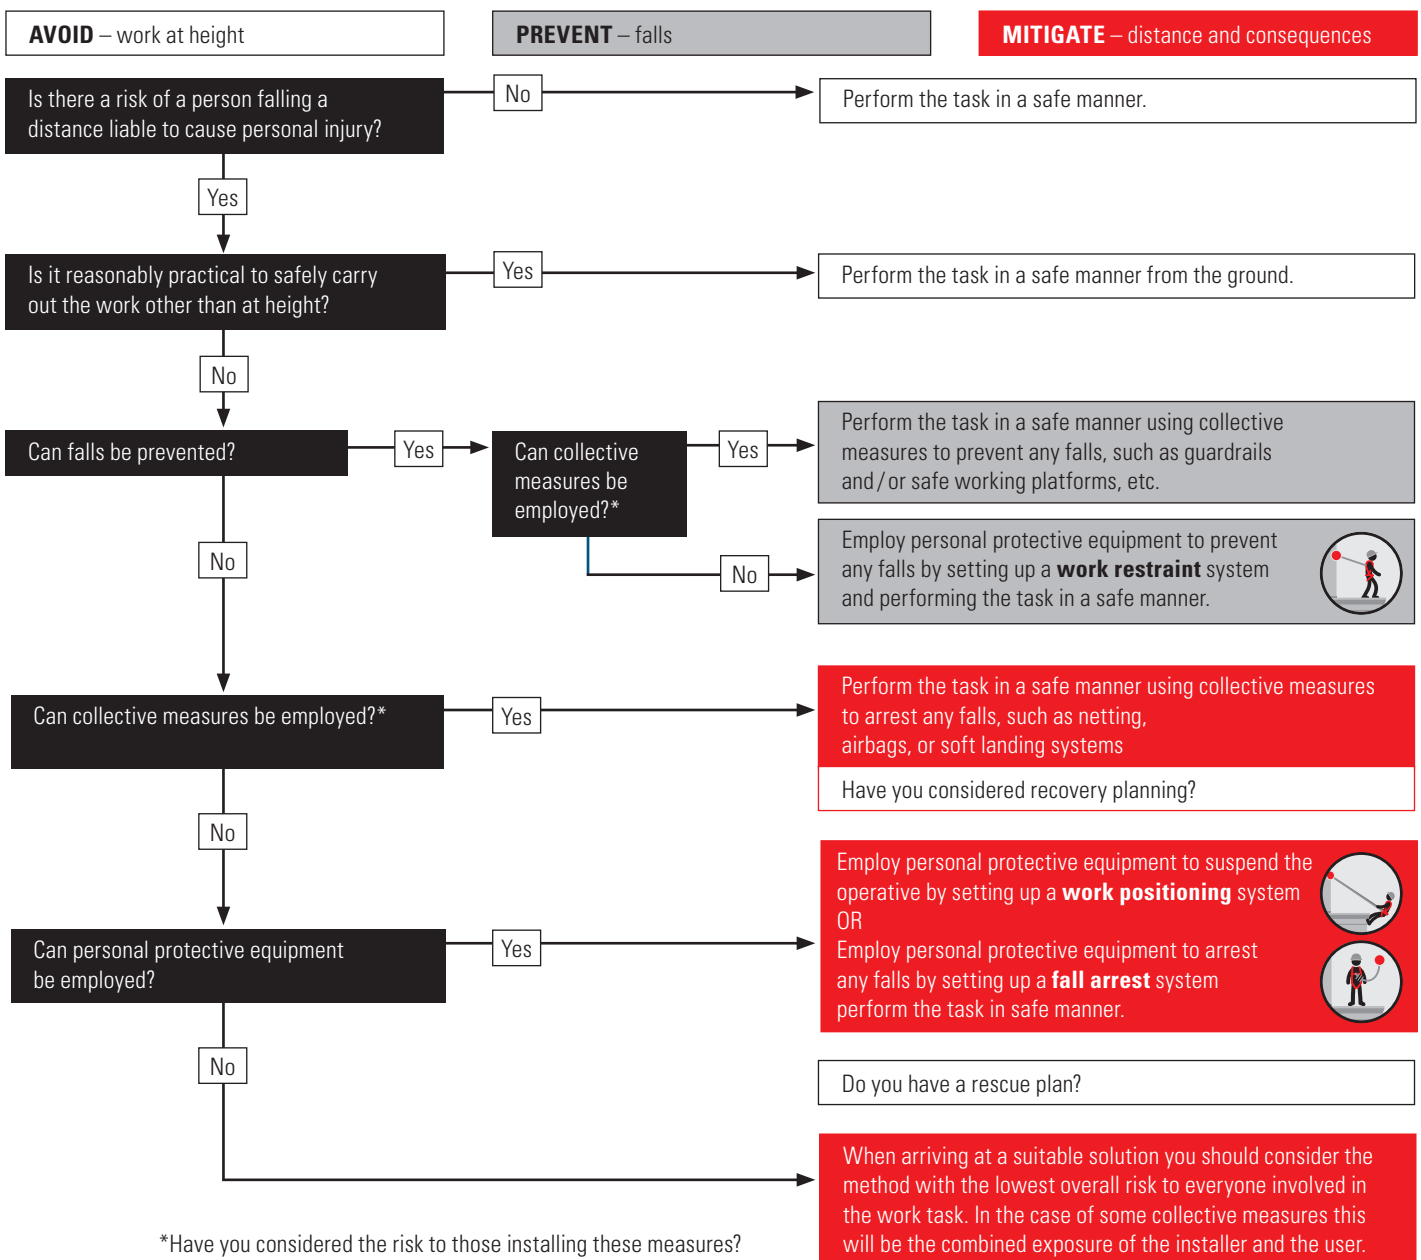 AVOID – work at height
PREVENT – falls
MITIGATE – distance and consequences
Is there a risk of a person falling a
distance liable to cause personal injury?
No
Perform the task in a safe manner.
Yes
Is it reasonably practical to safely carry
out the work other than at height?
Yes
Perform the task in a safe manner from the ground.
No
Can falls be prevented?
Yes
Can collective
measures be
employed?*
Yes
Perform the task in a safe manner using collective
measures to prevent any falls, such as guardrails
and/or safe working platforms, etc.
No
Employ personal protective equipment to prevent
any falls by setting up a work restraint system
and performing the task in a safe manner.
No
Can collective measures be employed?*
Yes
Perform the task in a safe manner using collective measures
to arrest any falls, such as netting,
airbags, or soft landing systems
Have you considered recovery planning?
No
Can personal protective equipment
be employed?
Yes
Employ personal protective equipment to suspend the
operative by setting up a work positioning system
OR
Employ personal protective equipment to arrest
any falls by setting up a fall arrest system
perform the task in safe manner.
No
Do you have a rescue plan?
When arriving at a suitable solution you should consider the
method with the lowest overall risk to everyone involved in
the work task. In the case of some collective measures this
will be the combined exposure of the installer and the user.
*Have you considered the risk to those installing these measures?